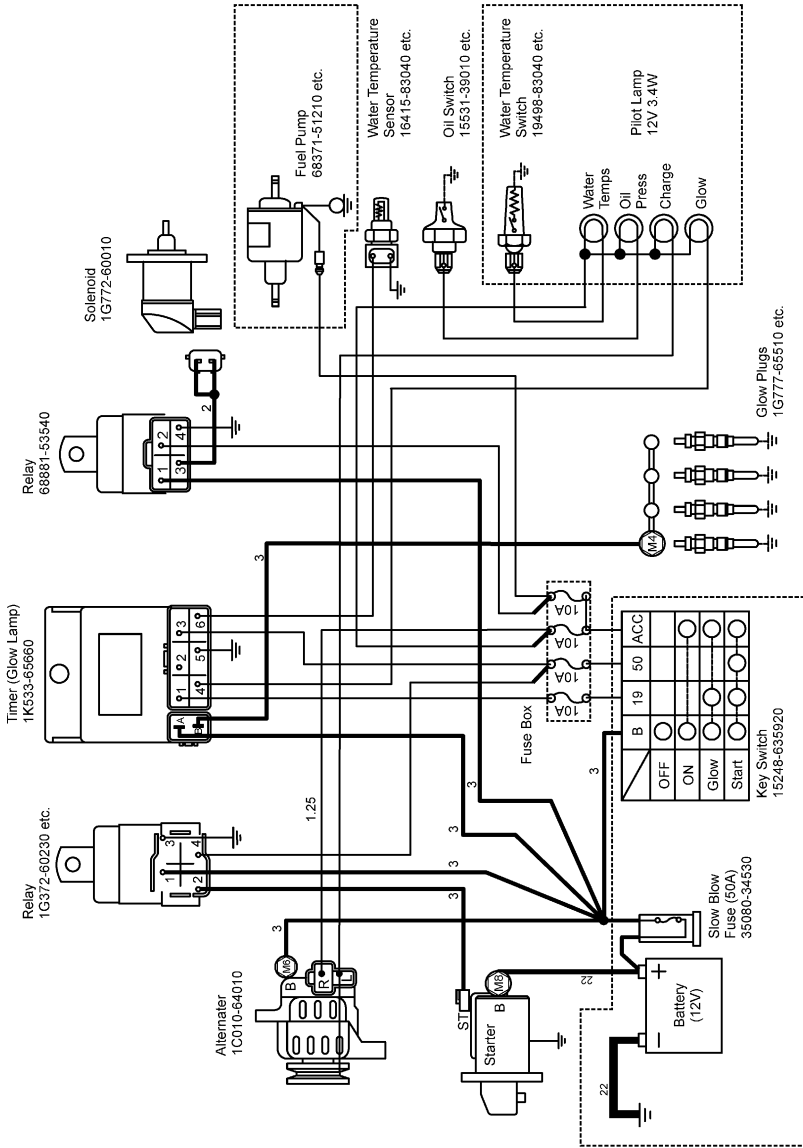 Solenoid
1G772-60010
Fuel Pump
68371-51210 etc.
Water Temperature
Sensor
16415-83040 etc.
Oil Switch
15531-39010 etc.
Water Temperature
Switch
19498-83040 etc.
Pilot Lamp
12V 3.4W
Water
Temps
Oil
Press
Charge
Glow
Relay
68881-53540
1
2
3
4
2
Glow Plugs
1G777-65510 etc.
M4
3
Timer (Glow Lamp)
1K533-65660
1
2
3
4
5
6
A
B
Fuse Box
10A
10A
10A
10A
B
19
50
ACC
OFF
ON
Glow
Start
Key Switch
15248-635920
3
3
3
3
3
3
1.25
Relay
1G372-60230 etc.
1
2
3
4
Alternater
1C010-64010
M6
B
R
L
ST
Starter
B
M8
22
Slow Blow
Fuse (50A)
35080-34530
Battery
(12V)
+
−
22